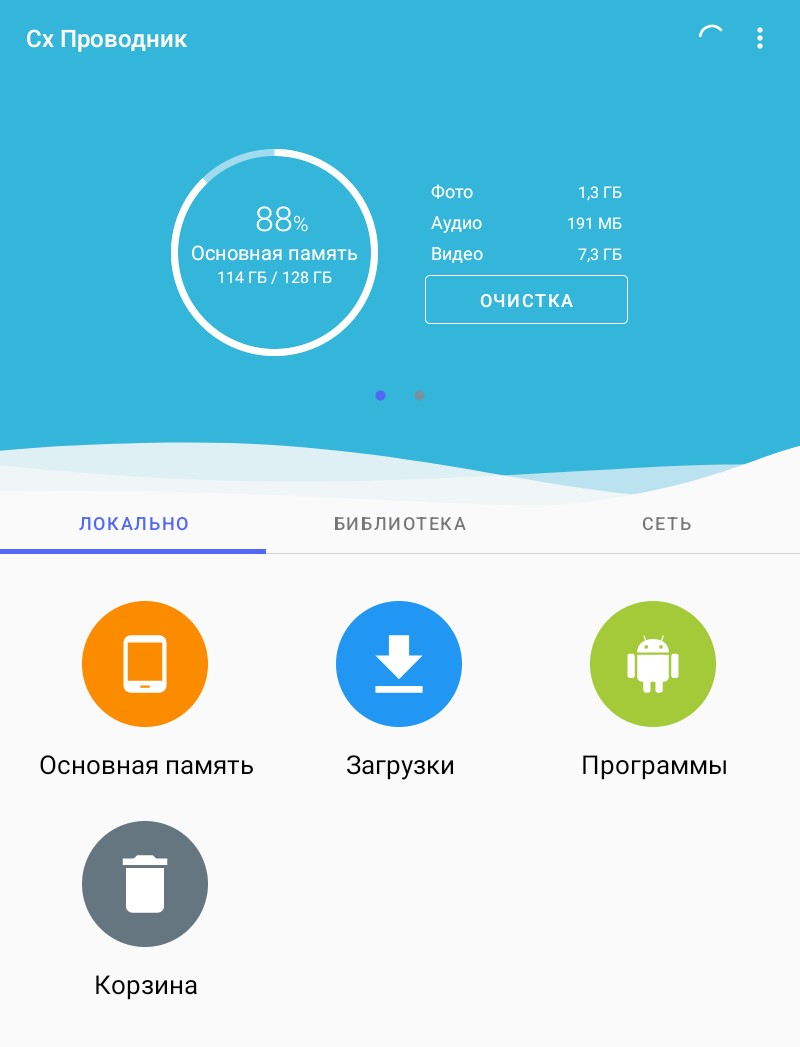 Cx Проводник
88%
Основная память
114 ГБ / 128 ГБ
Фото 1,3 ГБ
Аудио 191 МБ
Видео 7,3 ГБ
ОЧИСТКА
ЛОКАЛЬНО БИБЛИОТЕКА СЕТЬ
Основная память Загрузки Программы
Корзина